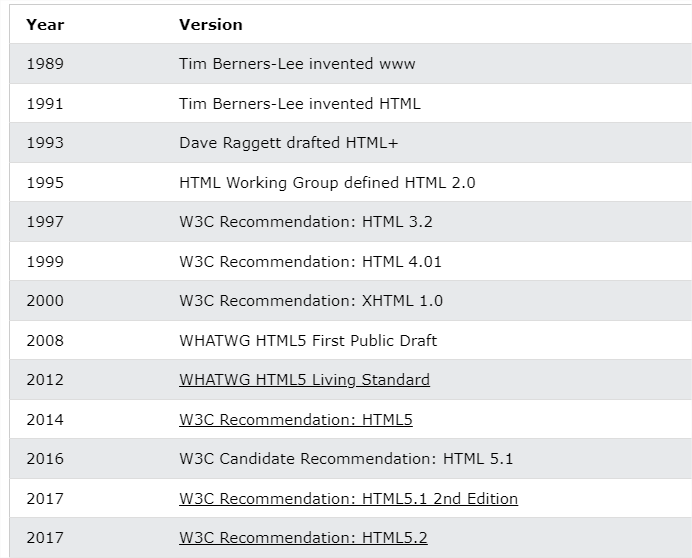 Year Version
1989 Tim Berners-Lee invented www
1991 Tim Berners-Lee invented HTML
1993 Dave Raggett drafted HTML+
1995 HTML Working Group defined HTML 2.0
1997 W3C Recommendation: HTML 3.2
1999 W3C Recommendation: HTML 4.01
2000 W3C Recommendation: XHTML 1.0
2008 WHATWG HTML5 First Public Draft
2012 WHATWG HTML5 Living Standard
2014 W3C Recommendation: HTML5
2016 W3C Candidate Recommendation: HTML 5.1
2017 W3C Recommendation: HTML5.1 2nd Edition
2017 W3C Recommendation: HTML5.2